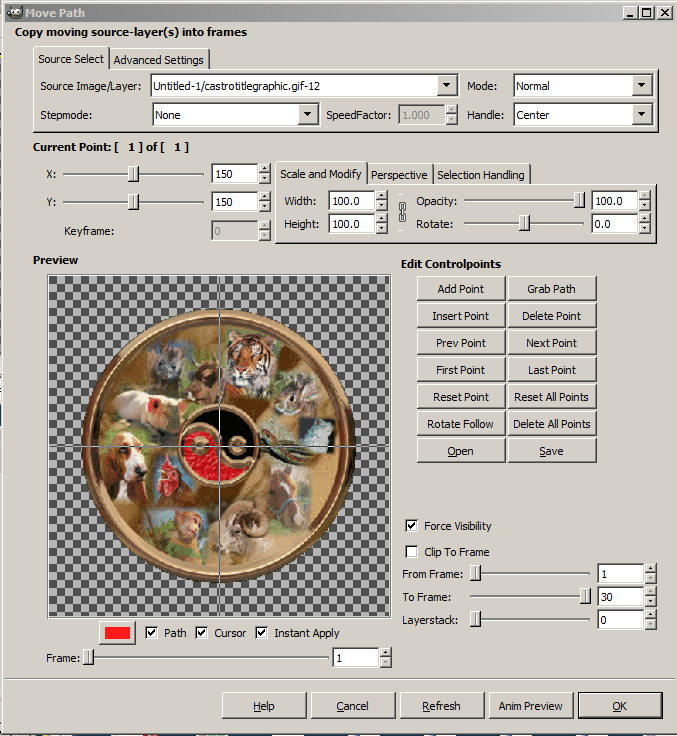 Move Path
Copy moving source-layer(s) into frames
Source Select Advanced Settings
Source Image/Layer: Untitled-1/castrotitlegraphic.gif-12 Mode: Normal
Stepmode: None SpeedFactor: 1.000 Handle: Center
Current Point: [ 1 ] of [ 1 ]
X: 150
Y: 150
Keyframe: 0
Scale and Modify Perspective Selection Handling
Width: 100.0 Opacity: 100.0
Height: 100.0 Rotate: 0.0
Preview
Edit Controlpoints
Add Point Grab Path
Insert Point Delete Point
Prev Point Next Point
First Point Last Point
Reset Point Reset All Points
Rotate Follow Delete All Points
Open Save
Force Visibility
Clip To Frame
From Frame: 1
To Frame: 30
Layerstack: 0
Path Cursor Instant Apply
Frame: 1
Help Cancel Refresh Anim Preview OK